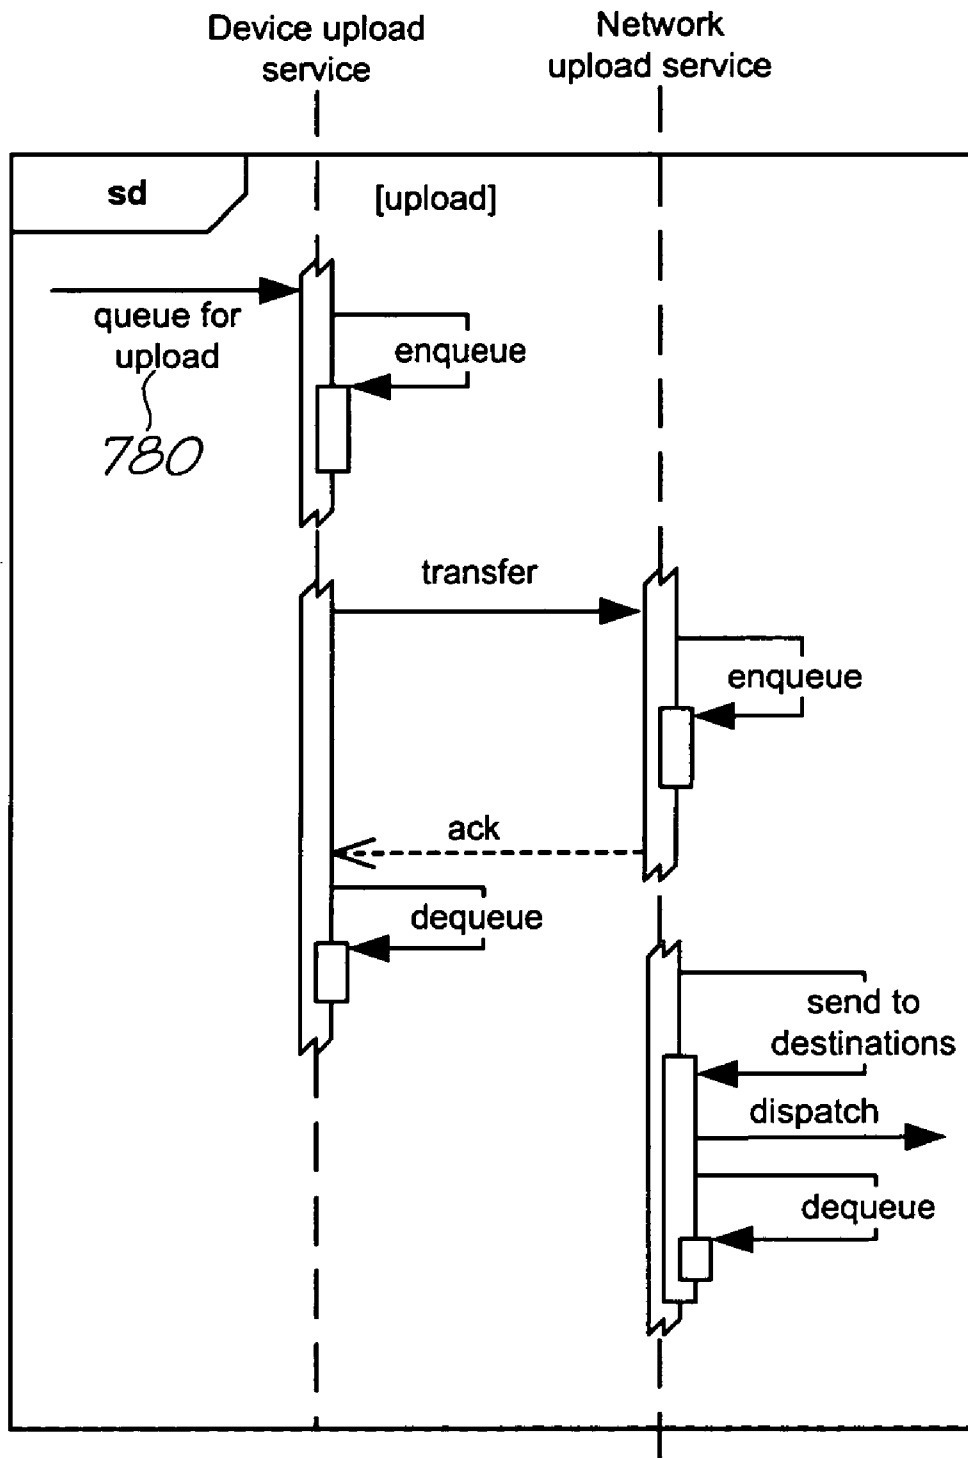 Device upload
service
Network
upload service
sd
[upload]
queue for
upload
780
enqueue
transfer
enqueue
ack
dequeue
send to
destinations
dispatch
dequeue